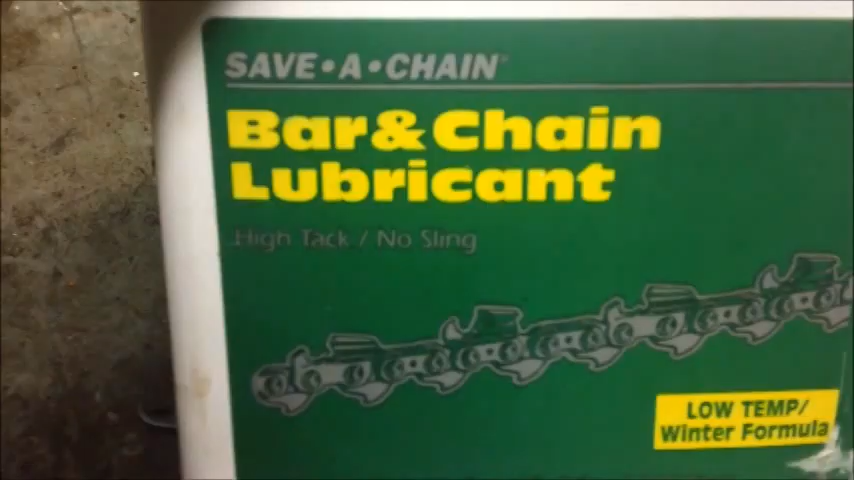 SAVE•A•CHAIN
Bar&Chain
Lubricant
High Tack / No Sling
LOW TEMP/
Winter Formula